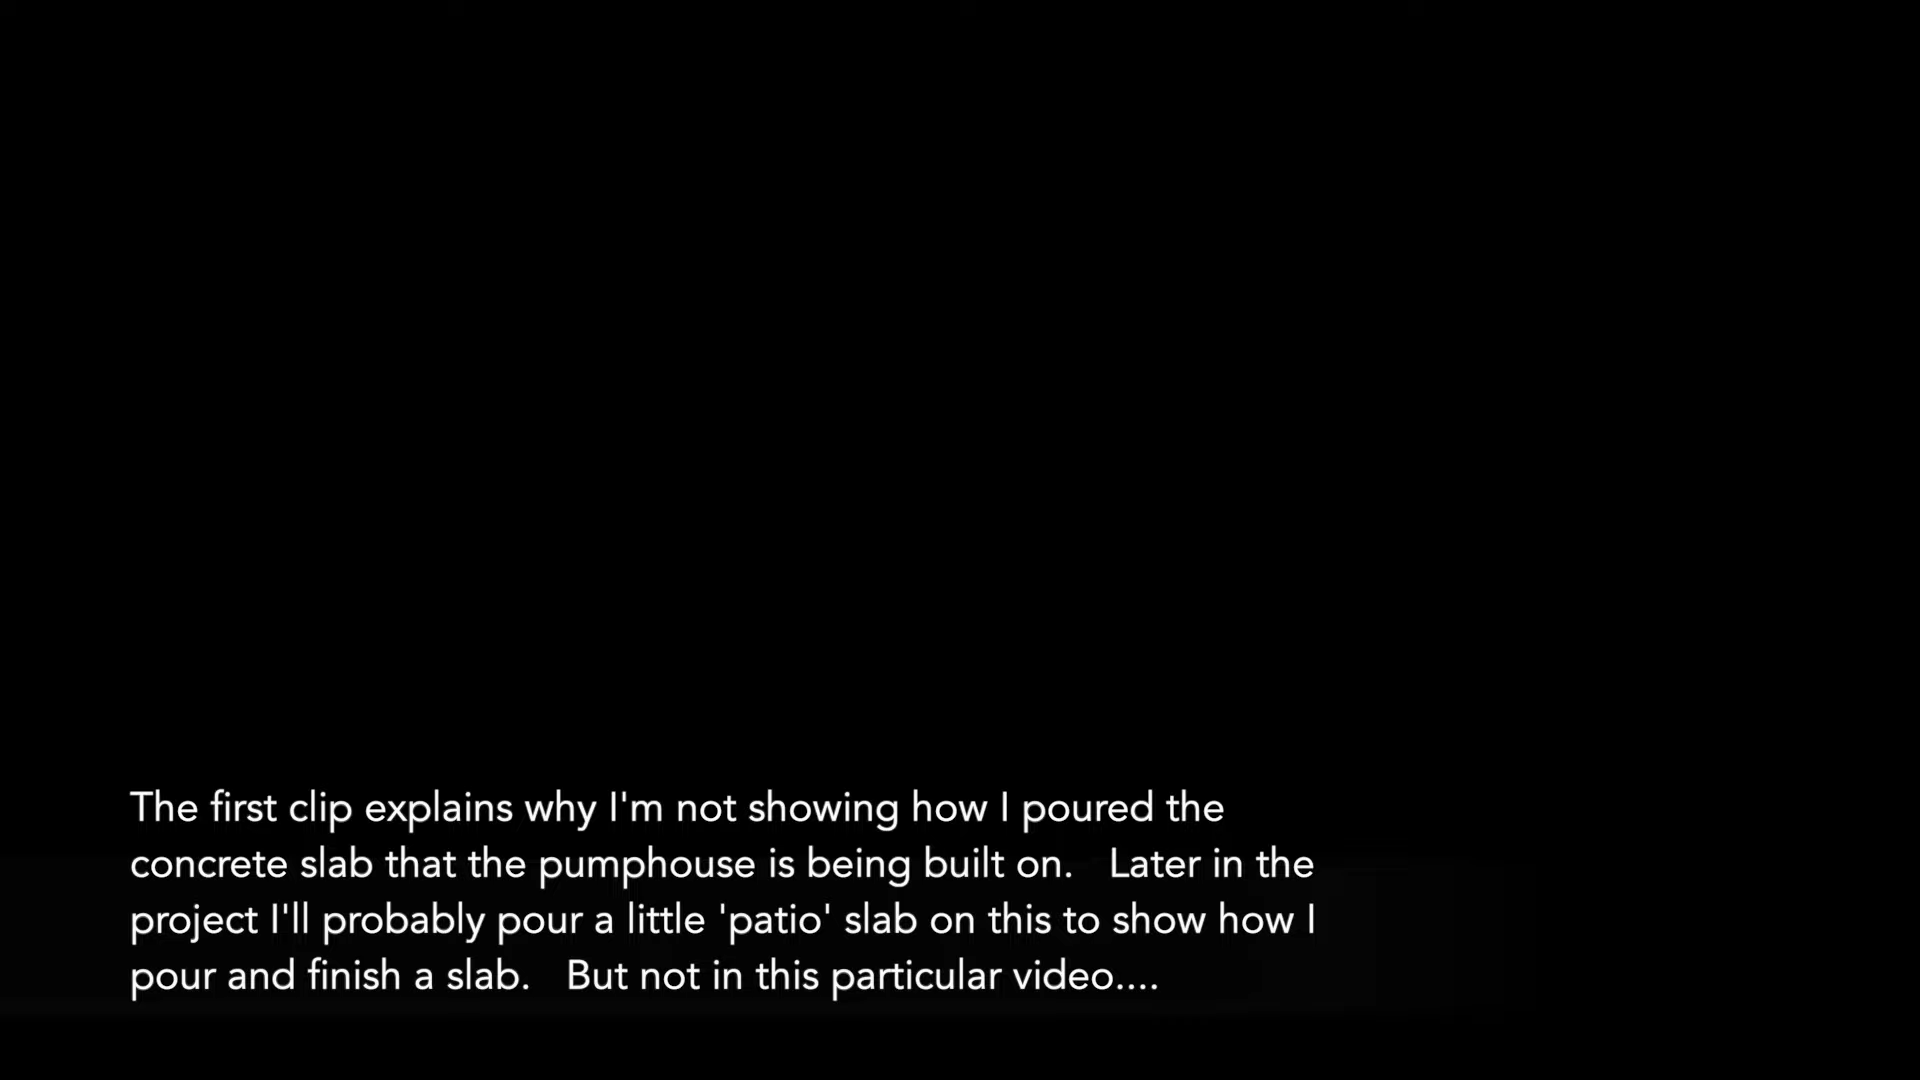 The first clip explains why I'm not showing how I poured the
concrete slab that the pumphouse is being built on.   Later in the
project I'll probably pour a little 'patio' slab on this to show how I
pour and finish a slab.   But not in this particular video....